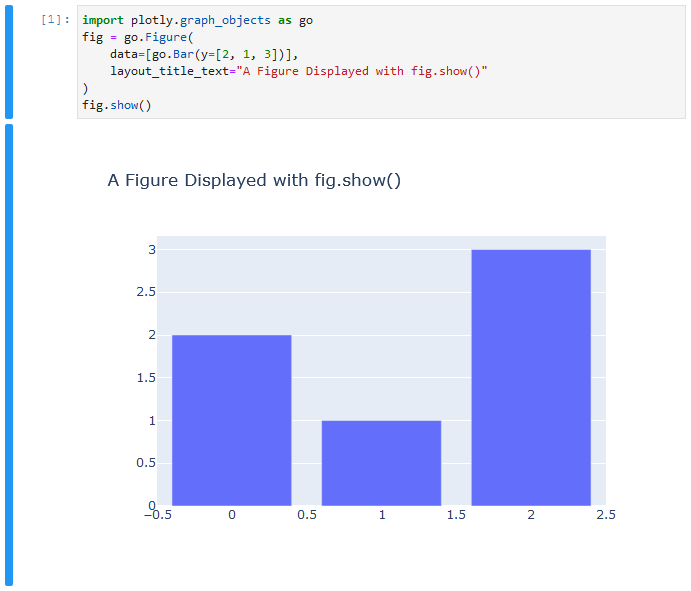 [1]: import plotly.graph_objects as go
fig = go.Figure(
    data=[go.Bar(y=[2, 1, 3])],
    layout_title_text="A Figure Displayed with fig.show()"
)
fig.show()
A Figure Displayed with fig.show()
3
2.5
2
1.5
1
0.5
0
−0.5 0 0.5 1 1.5 2 2.5